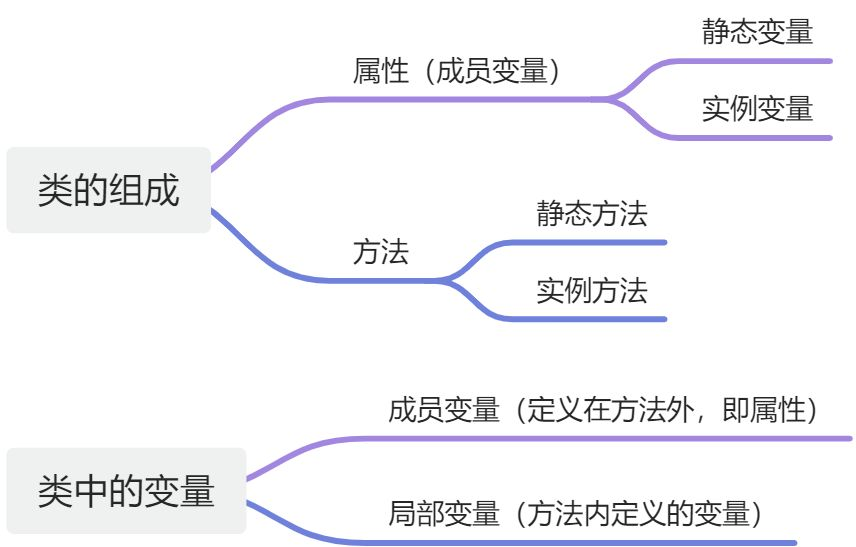 类的组成
属性（成员变量）
静态变量
实例变量
方法
静态方法
实例方法
类中的变量
成员变量（定义在方法外，即属性）
局部变量（方法内定义的变量）